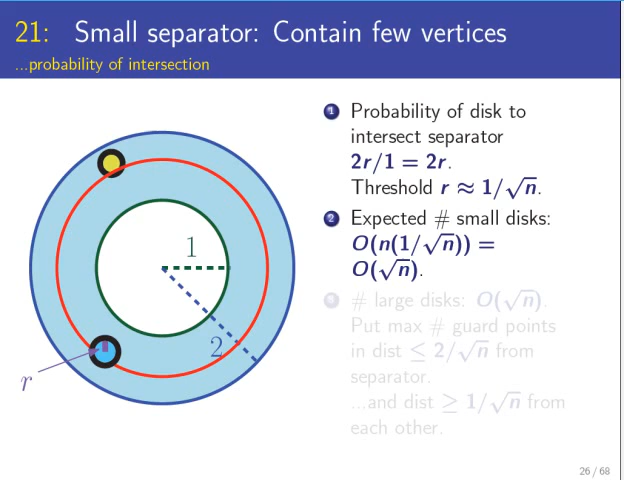 21: Small separator: Contain few vertices
...probability of intersection
1 Probability of disk to
intersect separator
2r/1 = 2r.
Threshold r ≈ 1/√n.
2 Expected # small disks:
O(n(1/√n)) =
O(√n).
3 # large disks: O(√n).
Put max # guard points
in dist ≤ 2/√n from
separator.
...and dist ≥ 1/√n from
each other.
1
2
r
26 / 68